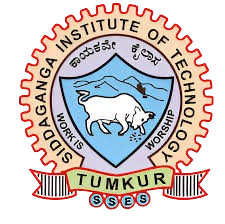 SIDDAGANGA INSTITUTE OF TECHNOLOGY
ಕಾಯಕವೇ ಕೈಲಾಸ
WORK IS WORSHIP
TUMKUR
SSES